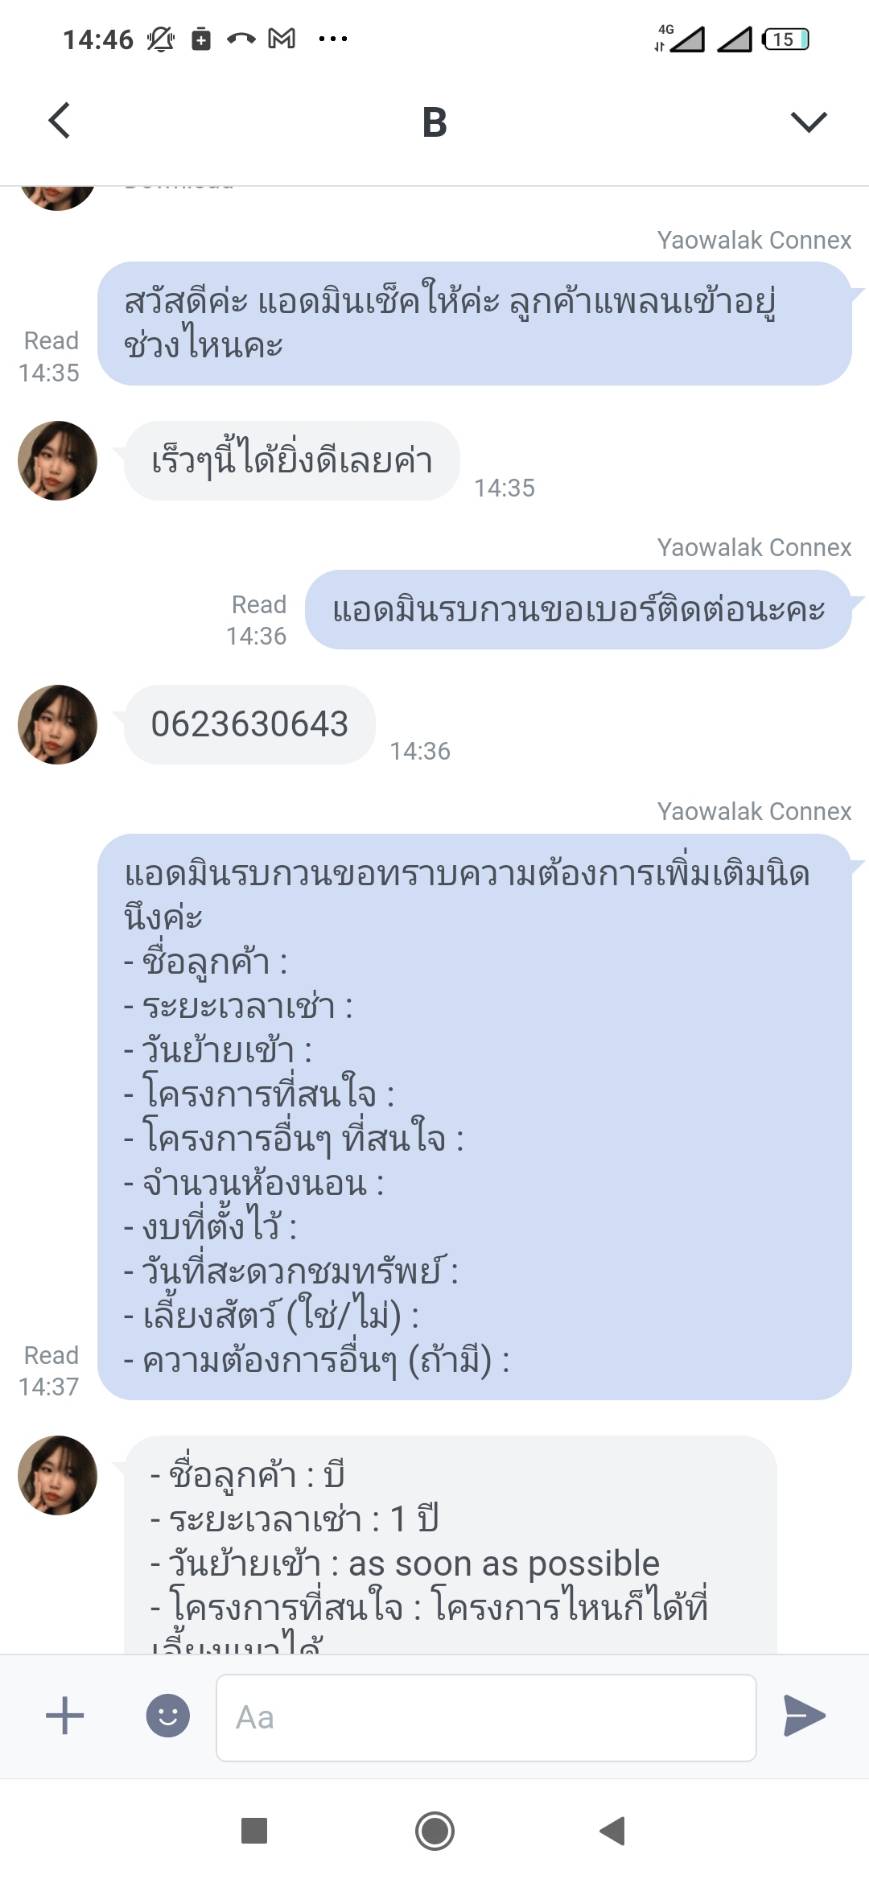 14:46
4G
15
B
Yaowalak Connex
สวัสดีค่ะ แอดมินเช็คให้ค่ะ ลูกค้าแพลนเข้าอยู่
ช่วงไหนคะ
Read
14:35
เร็วๆนี้ได้ยิ่งดีเลยค่า
14:35
Yaowalak Connex
แอดมินรบกวนขอเบอร์ติดต่อนะคะ
Read
14:36
0623630643
14:36
Yaowalak Connex
แอดมินรบกวนขอทราบความต้องการเพิ่มเติมนิด
นึงค่ะ
- ชื่อลูกค้า :
- ระยะเวลาเช่า :
- วันย้ายเข้า :
- โครงการที่สนใจ :
- โครงการอื่นๆ ที่สนใจ :
- จำนวนห้องนอน :
- งบที่ตั้งไว้ :
- วันที่สะดวกชมทรัพย์ :
- เลี้ยงสัตว์ (ใช่/ไม่) :
- ความต้องการอื่นๆ (ถ้ามี) :
Read
14:37
- ชื่อลูกค้า : บี
- ระยะเวลาเช่า : 1 ปี
- วันย้ายเข้า : as soon as possible
- โครงการที่สนใจ : โครงการไหนก็ได้ที่
เลี้ยงแมวได้
Aa